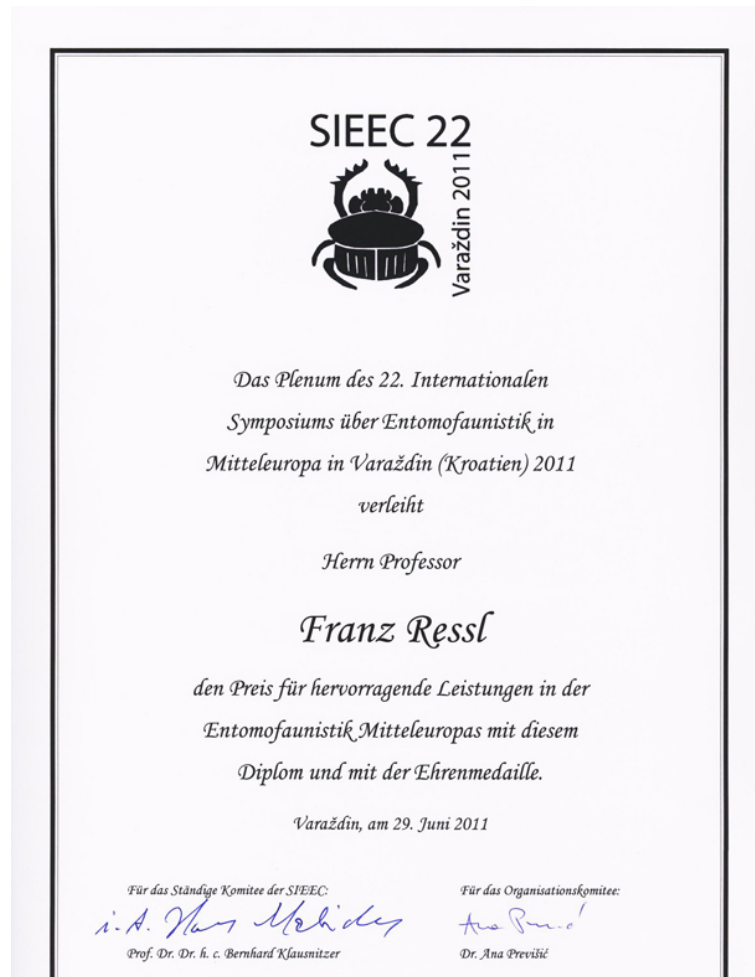 SIEEC 22
Varaždin 2011
Das Plenum des 22. Internationalen
Symposiums über Entomofaunistik in
Mitteleuropa in Varaždin (Kroatien) 2011
verleiht
Herrn Professor
Franz Ressl
den Preis für hervorragende Leistungen in der
Entomofaunistik Mitteleuropas mit diesem
Diplom und mit der Ehrenmedaille.
Varaždin, am 29. Juni 2011
Für das Ständige Komitee der SIEEC:
Für das Organisationskomitee:
i. A.
Prof. Dr. Dr. h. c. Bernhard Klausnitzer
Dr. Ana Previšić